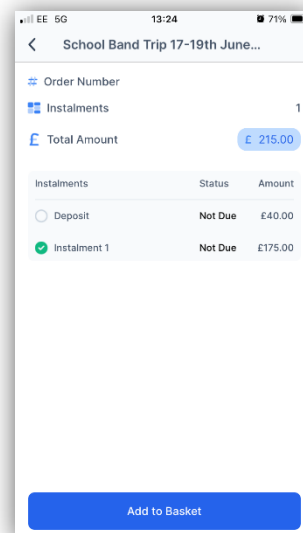 EE 5G 13:24 71%
School Band Trip 17-19th June...
Order Number
Instalments 1
£ Total Amount £ 215.00
Instalments Status Amount
Deposit Not Due £40.00
Instalment 1 Not Due £175.00
Add to Basket